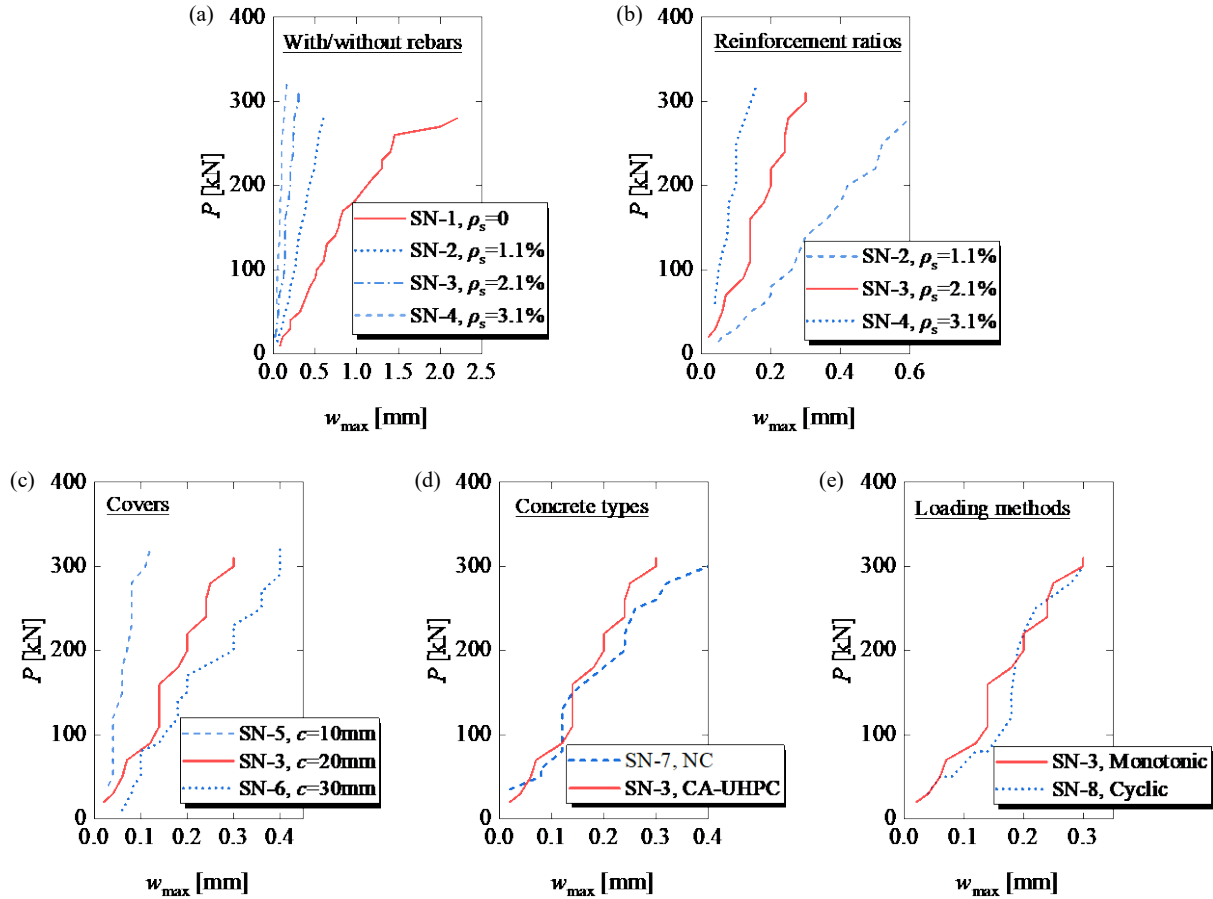 (a)
With/without rebars
400
300
200
100
0
P [kN]
SN-1, ρs=0
SN-2, ρs=1.1%
SN-3, ρs=2.1%
SN-4, ρs=3.1%
0.0 0.5 1.0 1.5 2.0 2.5
wmax [mm]
(b)
Reinforcement ratios
400
300
200
100
0
P [kN]
SN-2, ρs=1.1%
SN-3, ρs=2.1%
SN-4, ρs=3.1%
0.0 0.2 0.4 0.6
wmax [mm]
(c)
Covers
400
300
200
100
0
P [kN]
SN-5, c=10mm
SN-3, c=20mm
SN-6, c=30mm
0.0 0.1 0.2 0.3 0.4
wmax [mm]
(d)
Concrete types
400
300
200
100
0
P [kN]
SN-7, NC
SN-3, CA-UHPC
0.0 0.1 0.2 0.3 0.4
wmax [mm]
(e)
Loading methods
400
300
200
100
0
P [kN]
SN-3, Monotonic
SN-8, Cyclic
0.0 0.1 0.2 0.3
wmax [mm]